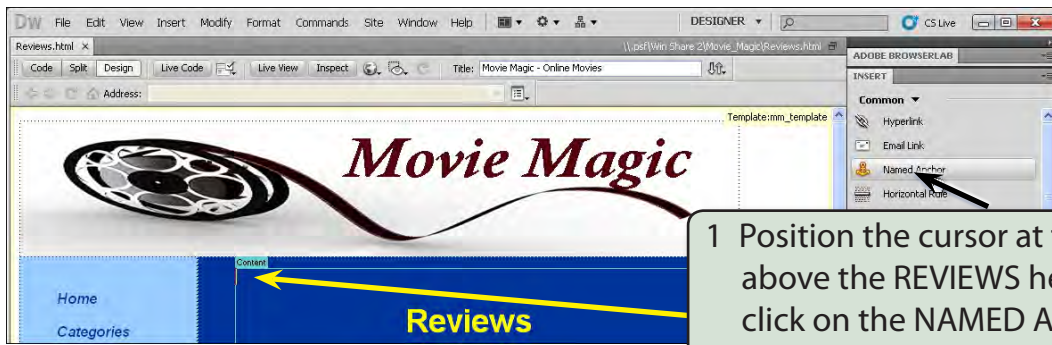 DW File Edit View Insert Modify Format Commands Site Window Help DESIGNER CS Live
Reviews.html × \\.psf\Win Share 2\Movie_Magic\Reviews.html
Code Split Design Live Code Live View Inspect Title: Movie Magic - Online Movies
Address:
ADOBE BROWSERLAB
INSERT
Common
Hyperlink
Email Link
Named Anchor
Horizontal Rule
Template:mm_template
Movie Magic
Content
Home
Categories
Reviews
1 Position the cursor at
above the REVIEWS
click on the NAMED